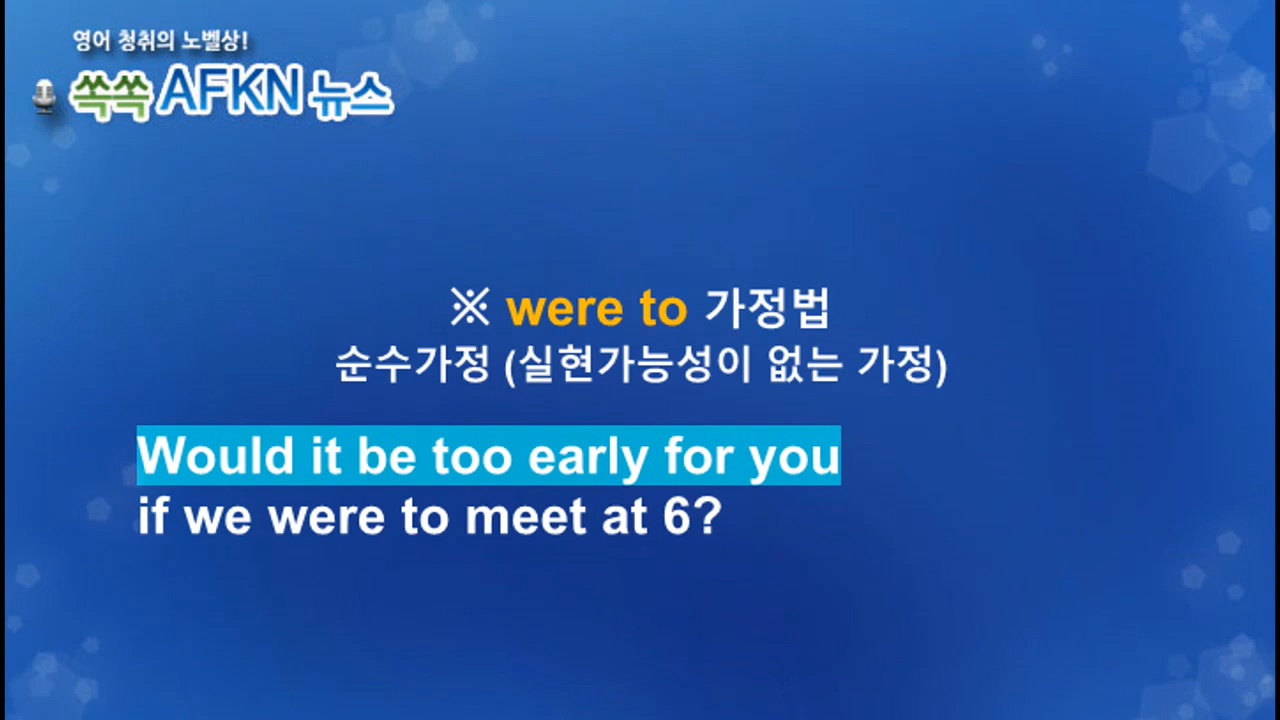 영어 청취의 노벨상!
쏙쏙 AFKN 뉴스
※ were to 가정법
순수가정 (실현가능성이 없는 가정)
Would it be too early for you
if we were to meet at 6?